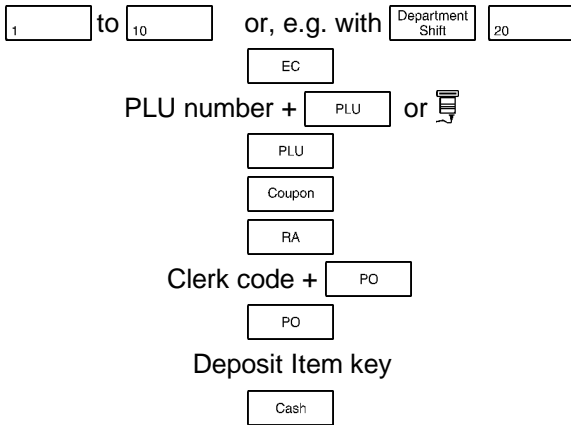 1 to 10 or, e.g. with Department Shift 20
EC
PLU number + PLU or
PLU
Coupon
RA
Clerk code + PO
PO
Deposit Item key
Cash